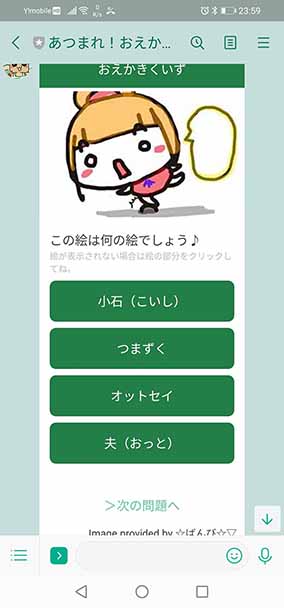 Y!mobile HD 4G 0 K/s 23:59
あつまれ！おえか...
おえかきくいず
この絵は何の絵でしょう♪
絵が表示されない場合は絵の部分をクリックし
てね。
小石（こいし）
つまずく
オットセイ
夫（おっと）
＞次の問題へ
Image provided by ☆ばんび☆▽